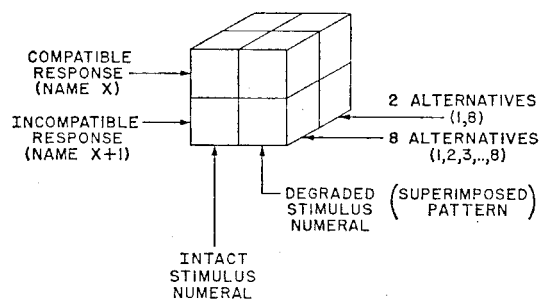 COMPATIBLE
RESPONSE
(NAME X)
INCOMPATIBLE
RESPONSE
(NAME X+1)
2 ALTERNATIVES
(1,8)
8 ALTERNATIVES
(1,2,3,..,8)
DEGRADED (SUPERIMPOSED
STIMULUS PATTERN)
NUMERAL
INTACT
STIMULUS
NUMERAL